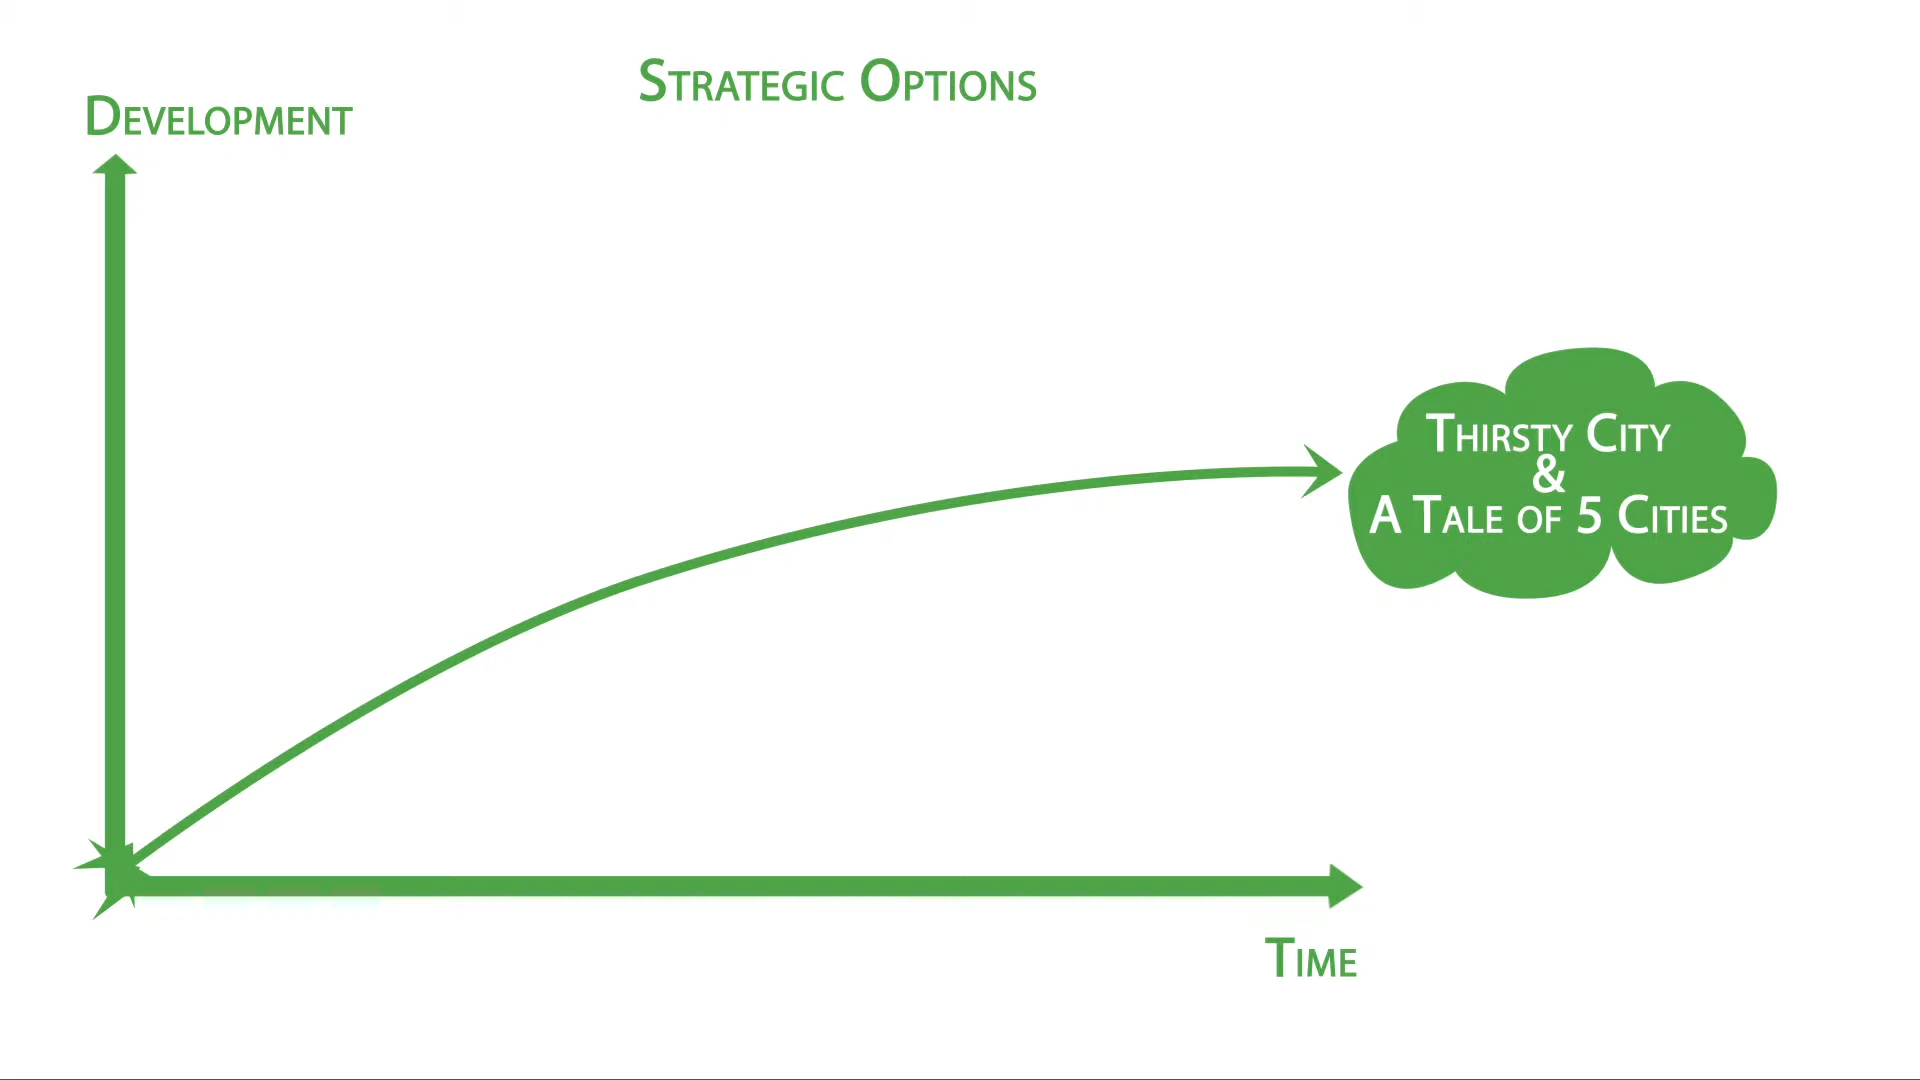 Strategic Options
Development
Thirsty City
&
A Tale of 5 Cities
Time